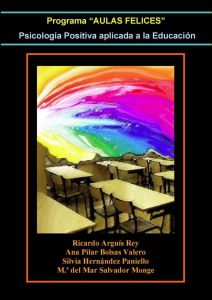 Programa “AULAS FELICES”
Psicología Positiva aplicada a la Educación
Ricardo Arguís Rey
Ana Pilar Bolsas Valero
Silvia Hernández Paniello
M.ª del Mar Salvador Monge